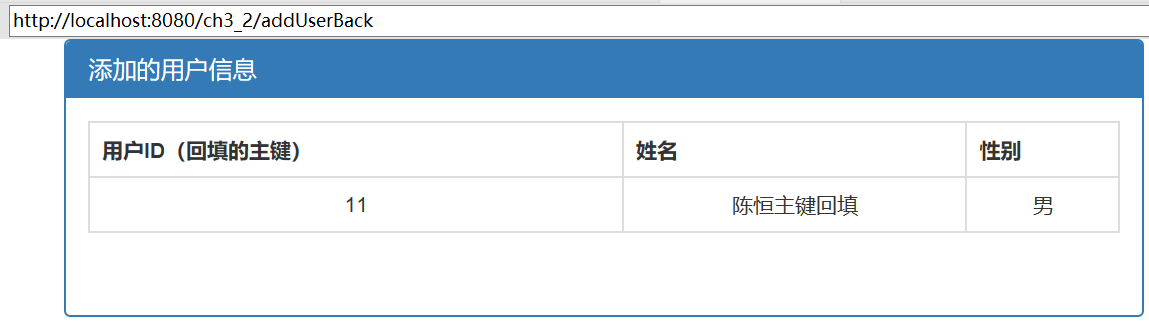 http://localhost:8080/ch3_2/addUserBack
添加的用户信息
用户ID（回填的主键） 姓名 性别
11 陈恒主键回填 男